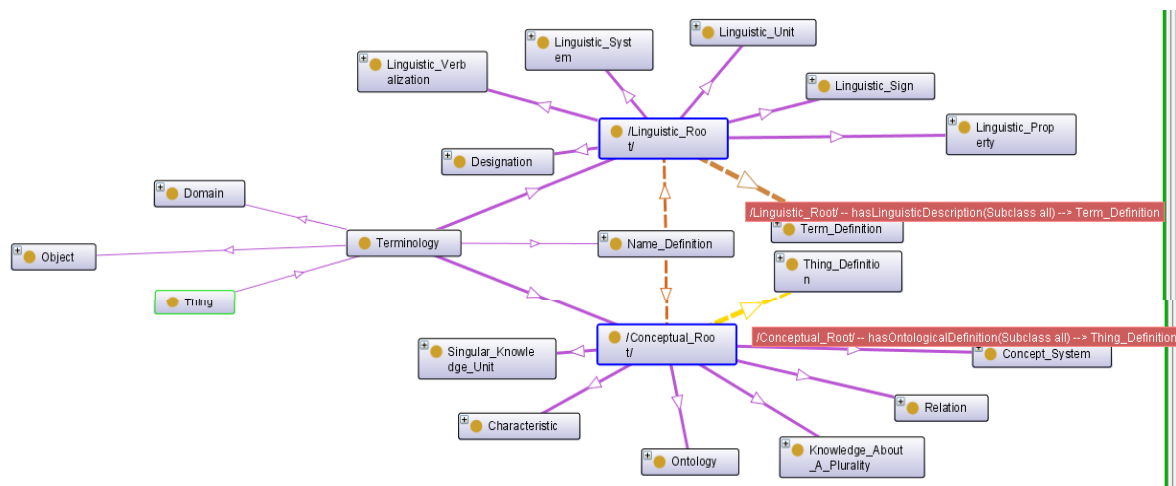 Linguistic_Unit
Linguistic_Syst
em
Linguistic_Verb
alization
Linguistic_Sign
/Linguistic_Roo
t/
Linguistic_Prop
erty
Designation
Domain
/Linguistic_Root/ -- hasLinguisticDescription(Subclass all) --> Term_Definition
Term_Definition
Terminology
Name_Definition
Object
Thing_Definitio
n
Thing
/Conceptual_Roo
t/
/Conceptual_Root/ -- hasOntologicalDefinition(Subclass all) --> Thing_Definition
Concept_System
Singular_Knowle
dge_Unit
Relation
Characteristic
Knowledge_About
_A_Plurality
Ontology